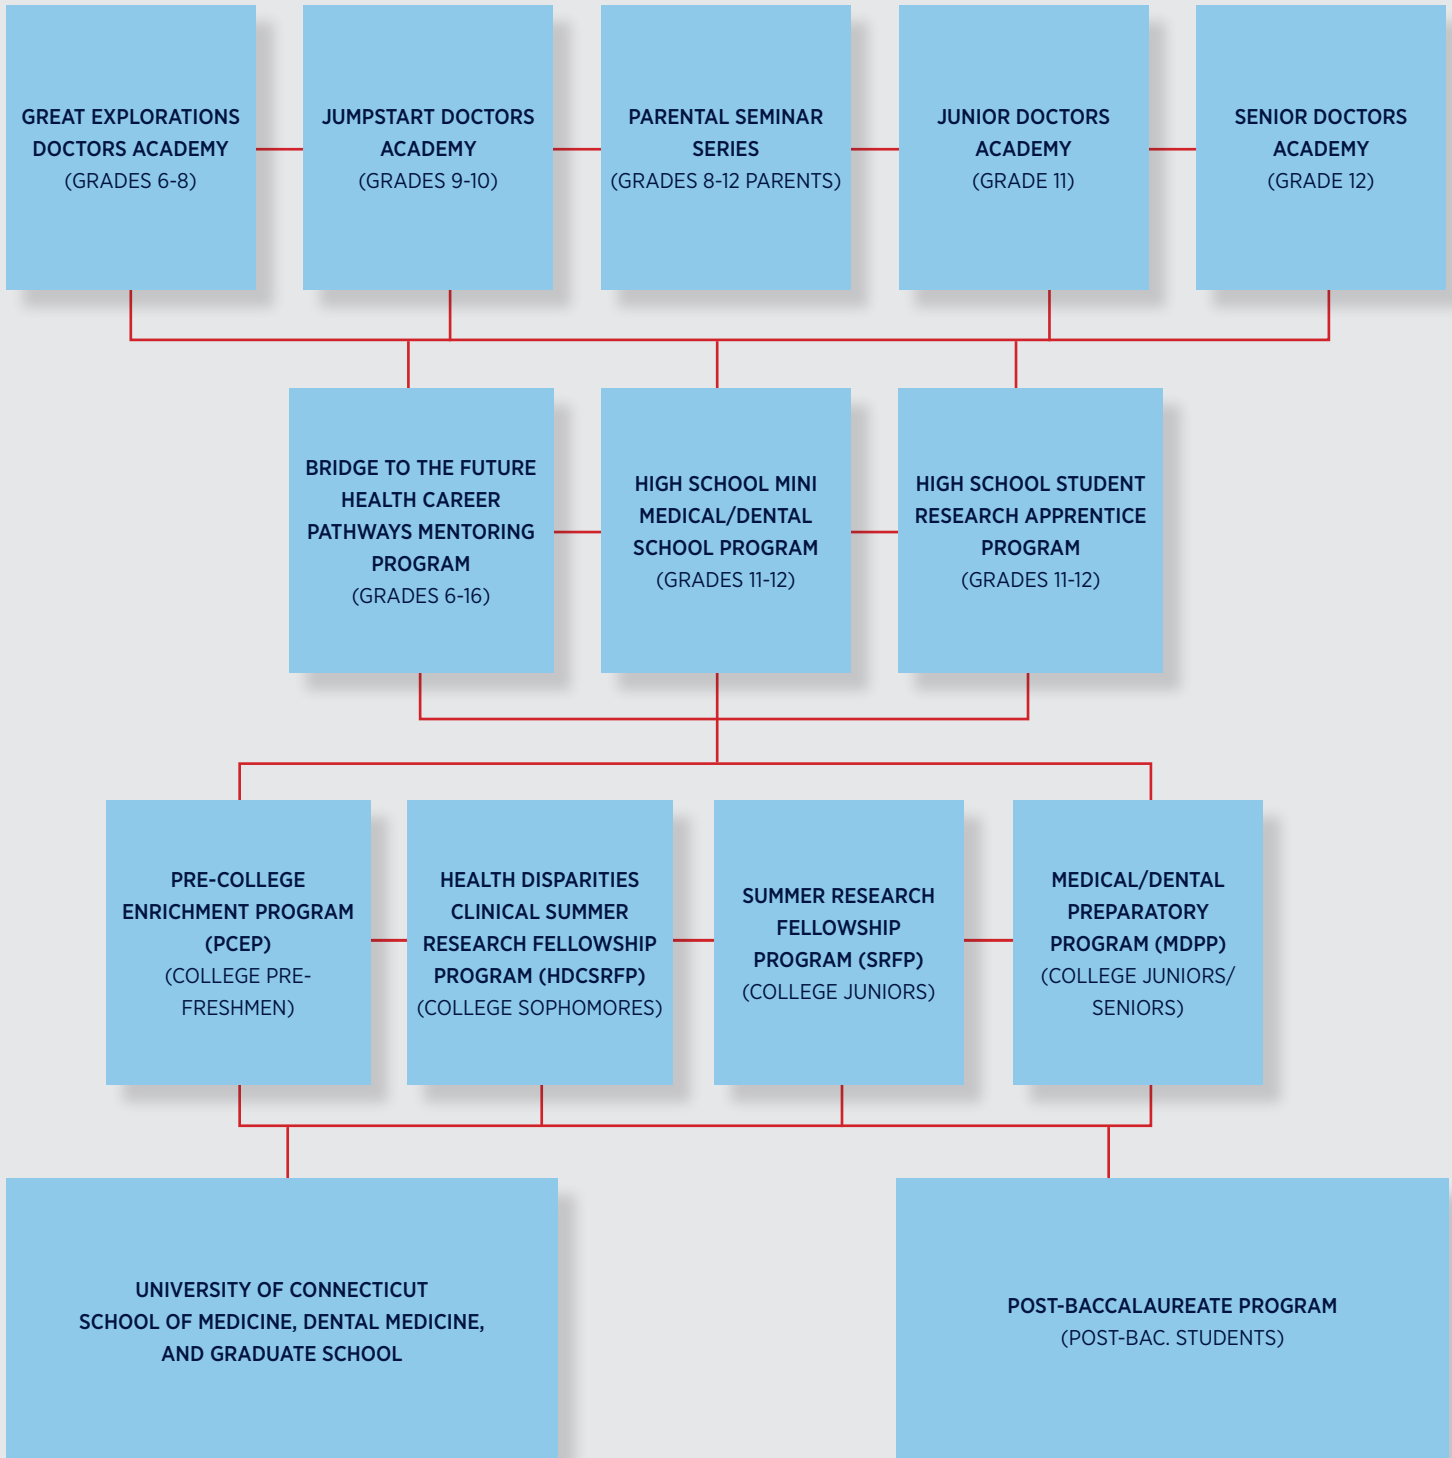 GREAT EXPLORATIONS
DOCTORS ACADEMY
(GRADES 6-8)
JUMPSTART DOCTORS
ACADEMY
(GRADES 9-10)
PARENTAL SEMINAR
SERIES
(GRADES 8-12 PARENTS)
JUNIOR DOCTORS
ACADEMY
(GRADE 11)
SENIOR DOCTORS
ACADEMY
(GRADE 12)
BRIDGE TO THE FUTURE
HEALTH CAREER
PATHWAYS MENTORING
PROGRAM
(GRADES 6-16)
HIGH SCHOOL MINI
MEDICAL/DENTAL
SCHOOL PROGRAM
(GRADES 11-12)
HIGH SCHOOL STUDENT
RESEARCH APPRENTICE
PROGRAM
(GRADES 11-12)
PRE-COLLEGE
ENRICHMENT PROGRAM
(PCEP)
(COLLEGE PRE-
FRESHMEN)
HEALTH DISPARITIES
CLINICAL SUMMER
RESEARCH FELLOWSHIP
PROGRAM (HDCSRFP)
(COLLEGE SOPHOMORES)
SUMMER RESEARCH
FELLOWSHIP
PROGRAM (SRFP)
(COLLEGE JUNIORS)
MEDICAL/DENTAL
PREPARATORY
PROGRAM (MDPP)
(COLLEGE JUNIORS/
SENIORS)
UNIVERSITY OF CONNECTICUT
SCHOOL OF MEDICINE, DENTAL MEDICINE,
AND GRADUATE SCHOOL
POST-BACCALAUREATE PROGRAM
(POST-BAC. STUDENTS)